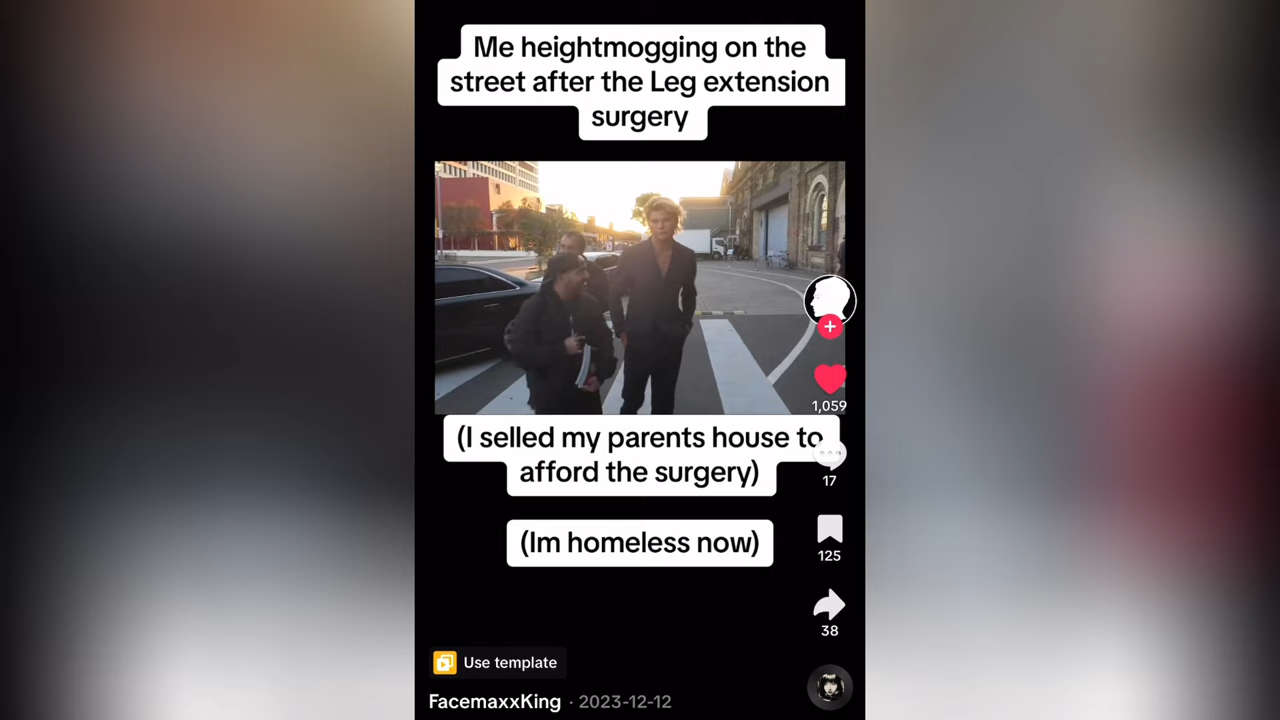 Me heightmogging on the
street after the Leg extension
surgery
1,059
(I selled my parents house to
afford the surgery)
17
(Im homeless now)
125
38
Use template
FacemaxxKing · 2023-12-12